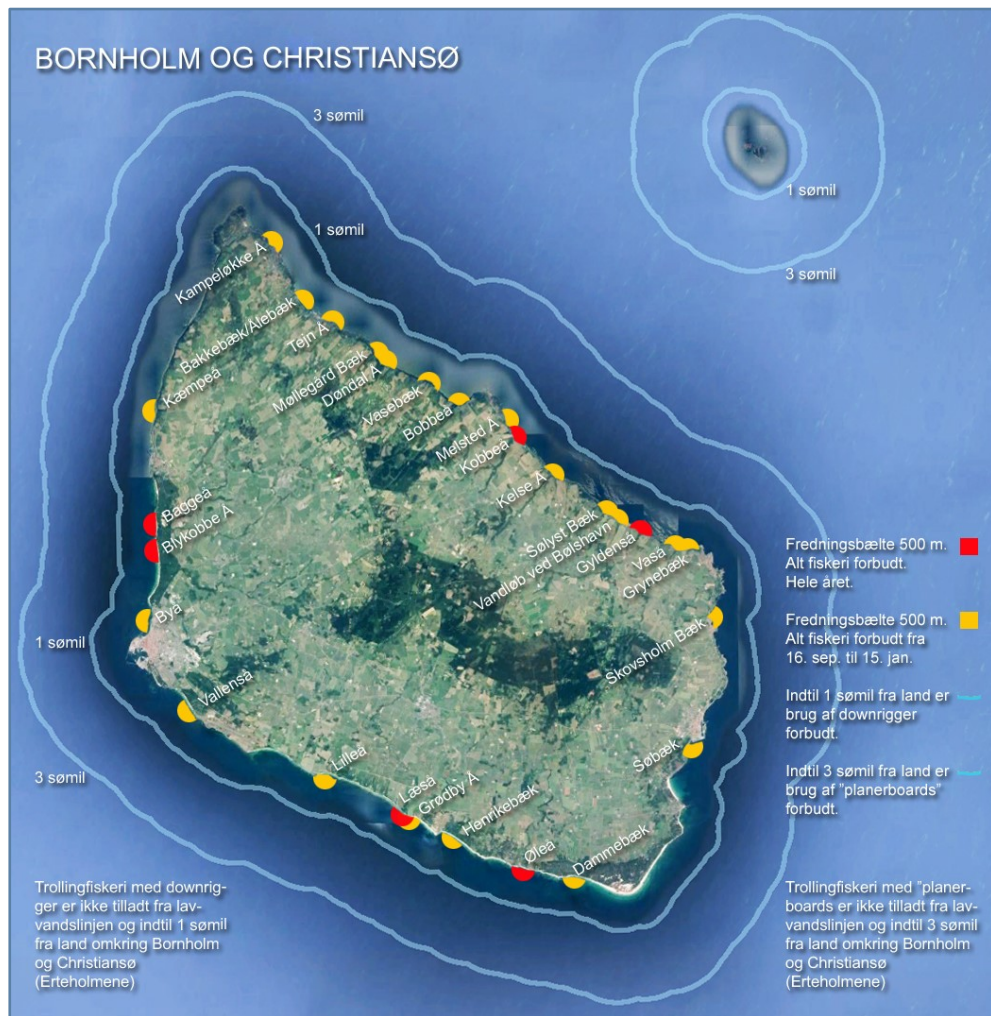 BORNHOLM OG CHRISTIANSØ
3 sømil
1 sømil
1 sømil
3 sømil
Kampeløkke Å
Bakkebæk/Ålebæk
Tejn Å
Møllegård Bæk
Døndal Å
Vasebæk
Bobbeå
Melsted Å
Kobbeå
Kelse Å
Sølyst Bæk
Vandløb ved Bølshavn
Gyldenså
Vasa
Grynebæk
Skovsholm Bæk
Søbæk
Kæmpeå
Baggeå
Blykobbe Å
Byå
Vallenså
Lilleå
Læså
Grødby Å
Henrikebæk
Øleå
Dammebæk
1 sømil
3 sømil
Fredningsbælte 500 m.
Alt fiskeri forbudt.
Hele året.
Fredningsbælte 500 m.
Alt fiskeri forbudt fra
16. sep. til 15. jan.
Indtil 1 sømil fra land er
brug af downrigger
forbudt.
Indtil 3 sømil fra land er
brug af "planerboards"
forbudt.
Trollingfiskeri med downrig-
ger er ikke tilladt fra lav-
vandslinjen og indtil 1 sømil
fra land omkring Bornholm
og Christiansø
(Erteholmene)
Trollingfiskeri med "planer-
boards er ikke tilladt fra lav-
vandslinjen og indtil 3 sømil
fra land omkring Bornholm
og Christiansø
(Erteholmene)